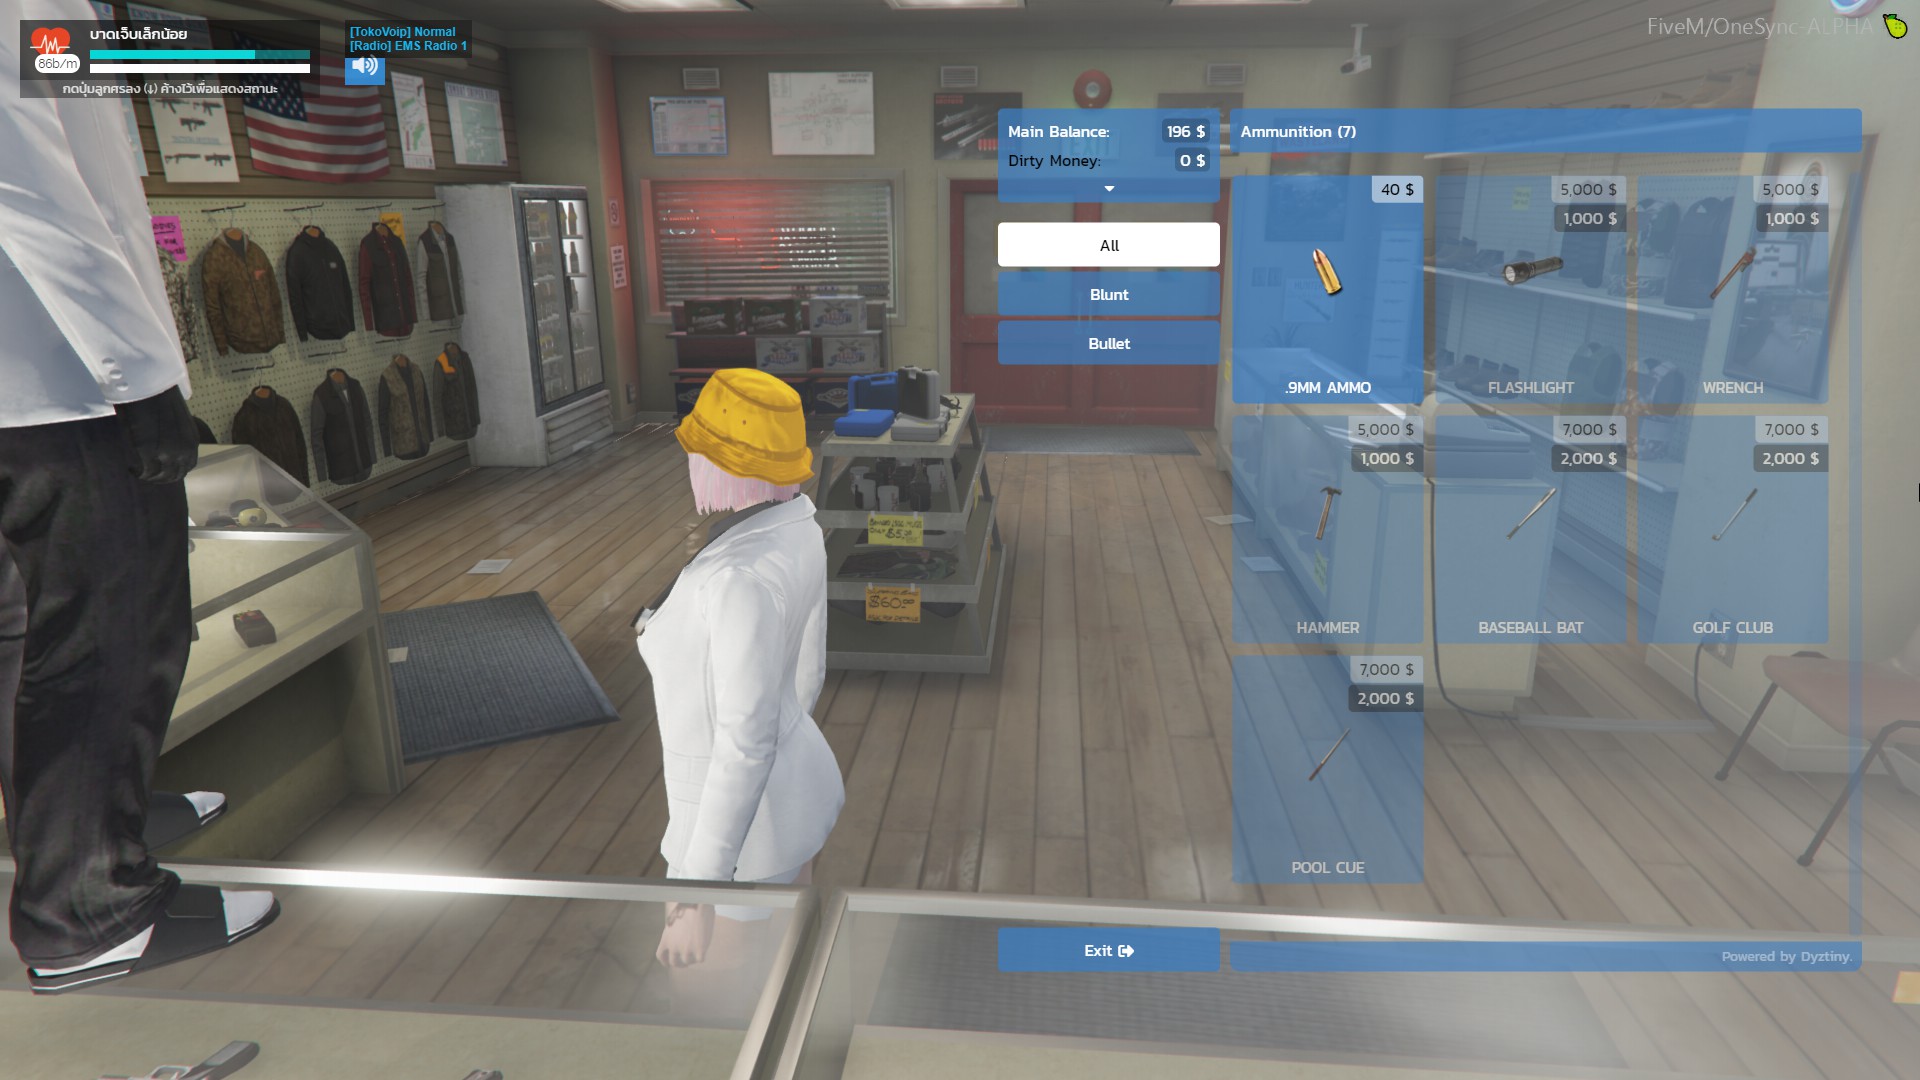 บาดเจ็บเล็กน้อย
86b/m
กดปุ่มลูกศรลง (↓) ค้างไว้เพื่อแสดงสถานะ
[TokoVoip] Normal
[Radio] EMS Radio 1
FiveM/OneSync-ALPHA
Main Balance: 196 $
Dirty Money: 0 $
Ammunition (7)
All
Blunt
Bullet
40 $
.9MM AMMO
5,000 $
1,000 $
FLASHLIGHT
5,000 $
1,000 $
WRENCH
5,000 $
1,000 $
HAMMER
7,000 $
2,000 $
BASEBALL BAT
7,000 $
2,000 $
GOLF CLUB
7,000 $
2,000 $
POOL CUE
$60.00
Exit
Powered by Dyztiny.